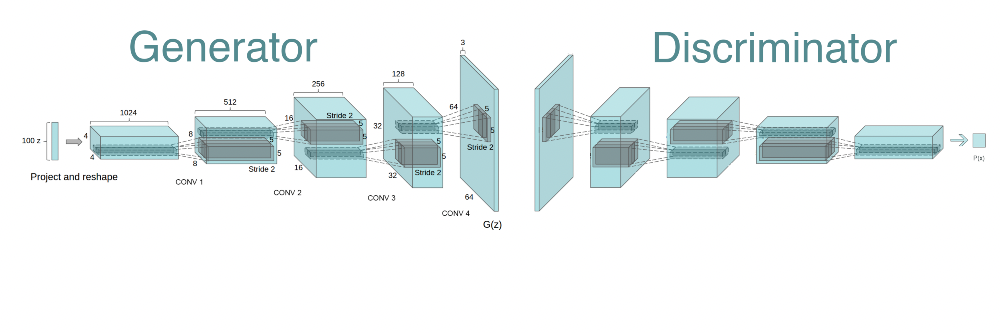 Generator
Discriminator
3
128
256
64
5
512
16
Stride 2
5
32
5
5
1024
8
5
5
Stride 2
100 z
4
5
5
4
5
8
Stride 2
16
Stride 2
32
Project and reshape
CONV 1
CONV 2
CONV 3
64
CONV 4
G(z)
P(x)